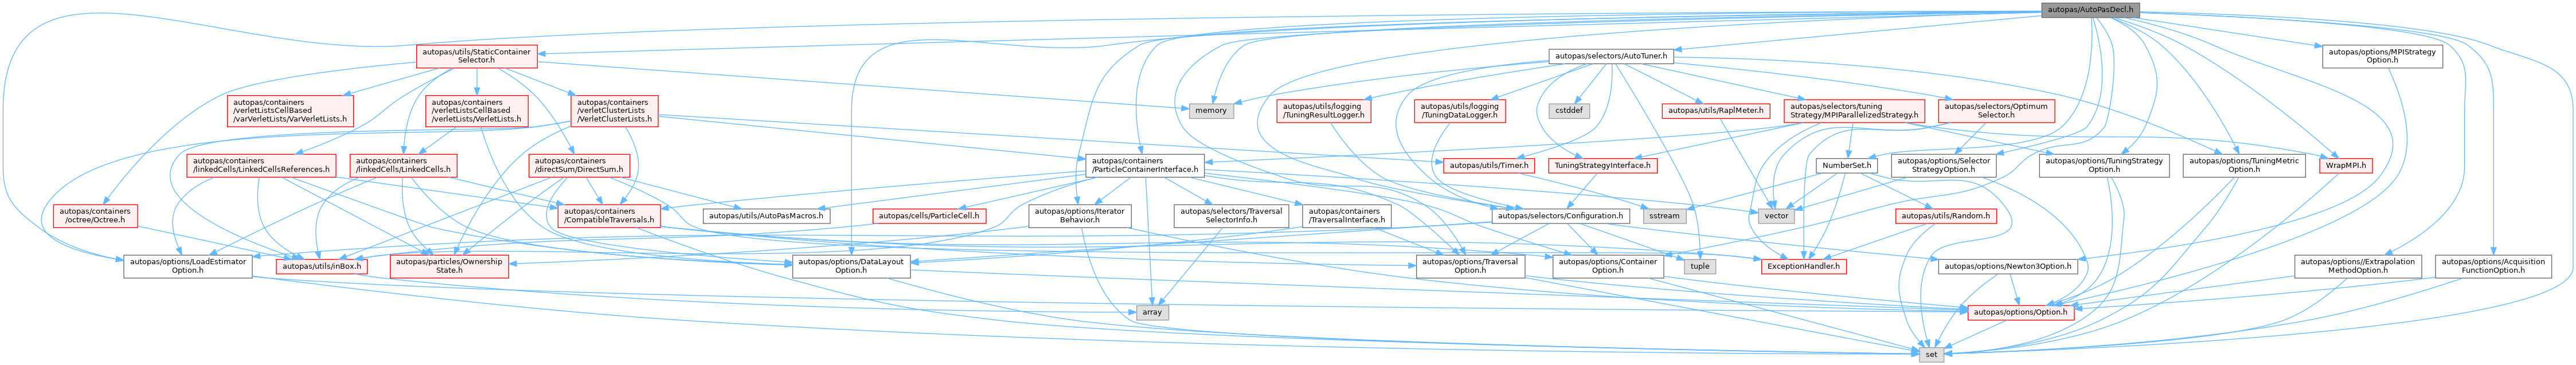 autopas/AutoPasDecl.h
autopas/utils/StaticContainer
Selector.h
autopas/selectors/AutoTuner.h
autopas/options/MPIStrategy
Option.h
autopas/containers
/verletListsCellBased
/varVerletLists/VarVerletLists.h
autopas/containers
/verletListsCellBased
/verletLists/VerletLists.h
autopas/containers
/verletClusterLists
/VerletClusterLists.h
memory
autopas/utils/logging
/TuningResultLogger.h
autopas/utils/logging
/TuningDataLogger.h
cstddef
autopas/utils/RaplMeter.h
autopas/selectors/tuning
Strategy/MPIParallelizedStrategy.h
autopas/selectors/Optimum
Selector.h
autopas/containers
/linkedCells/LinkedCellsReferences.h
autopas/containers
/linkedCells/LinkedCells.h
autopas/containers
/directSum/DirectSum.h
autopas/utils/Timer.h
autopas/containers
/ParticleContainerInterface.h
TuningStrategyInterface.h
NumberSet.h
autopas/options/Selector
StrategyOption.h
autopas/options/TuningStrategy
Option.h
autopas/options/TuningMetric
Option.h
WrapMPI.h
autopas/containers
/octree/Octree.h
autopas/containers
/CompatibleTraversals.h
autopas/utils/AutoPasMacros.h
autopas/cells/ParticleCell.h
autopas/options/Iterator
Behavior.h
autopas/selectors/Traversal
SelectorInfo.h
autopas/containers
/TraversalInterface.h
autopas/selectors/Configuration.h
sstream
vector
autopas/utils/Random.h
autopas/options/LoadEstimator
Option.h
autopas/utils/inBox.h
autopas/particles/Ownership
State.h
autopas/options/DataLayout
Option.h
autopas/options/Traversal
Option.h
autopas/options/Container
Option.h
tuple
ExceptionHandler.h
autopas/options/Newton3Option.h
autopas/options//Extrapolation
MethodOption.h
autopas/options/Acquisition
FunctionOption.h
array
autopas/options/Option.h
set